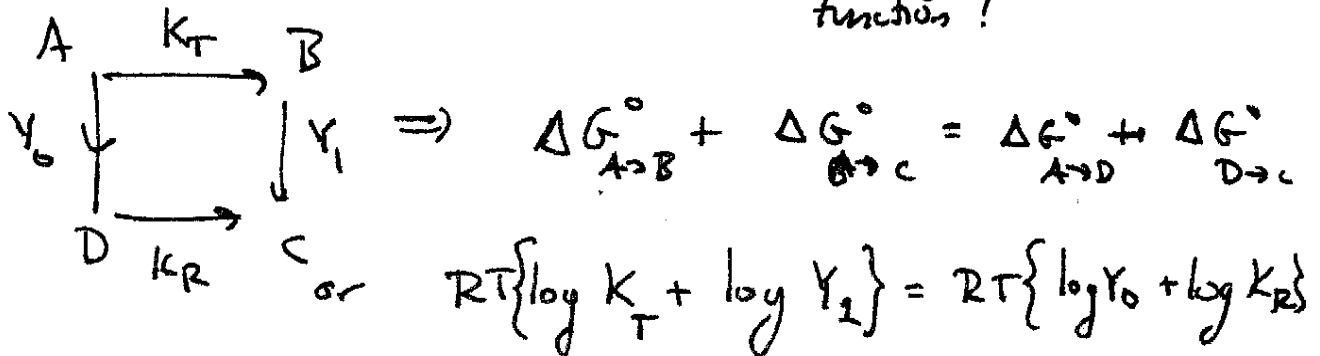 function!
A K_T B
Y_0 Y_1 ⇒ ΔG°_{A→B} + ΔG°_{B→C} = ΔG°_{A→D} + ΔG°_{D→C}
D K_R C or RT{log K_T + log Y_1} = RT{log Y_0 + log K_R}